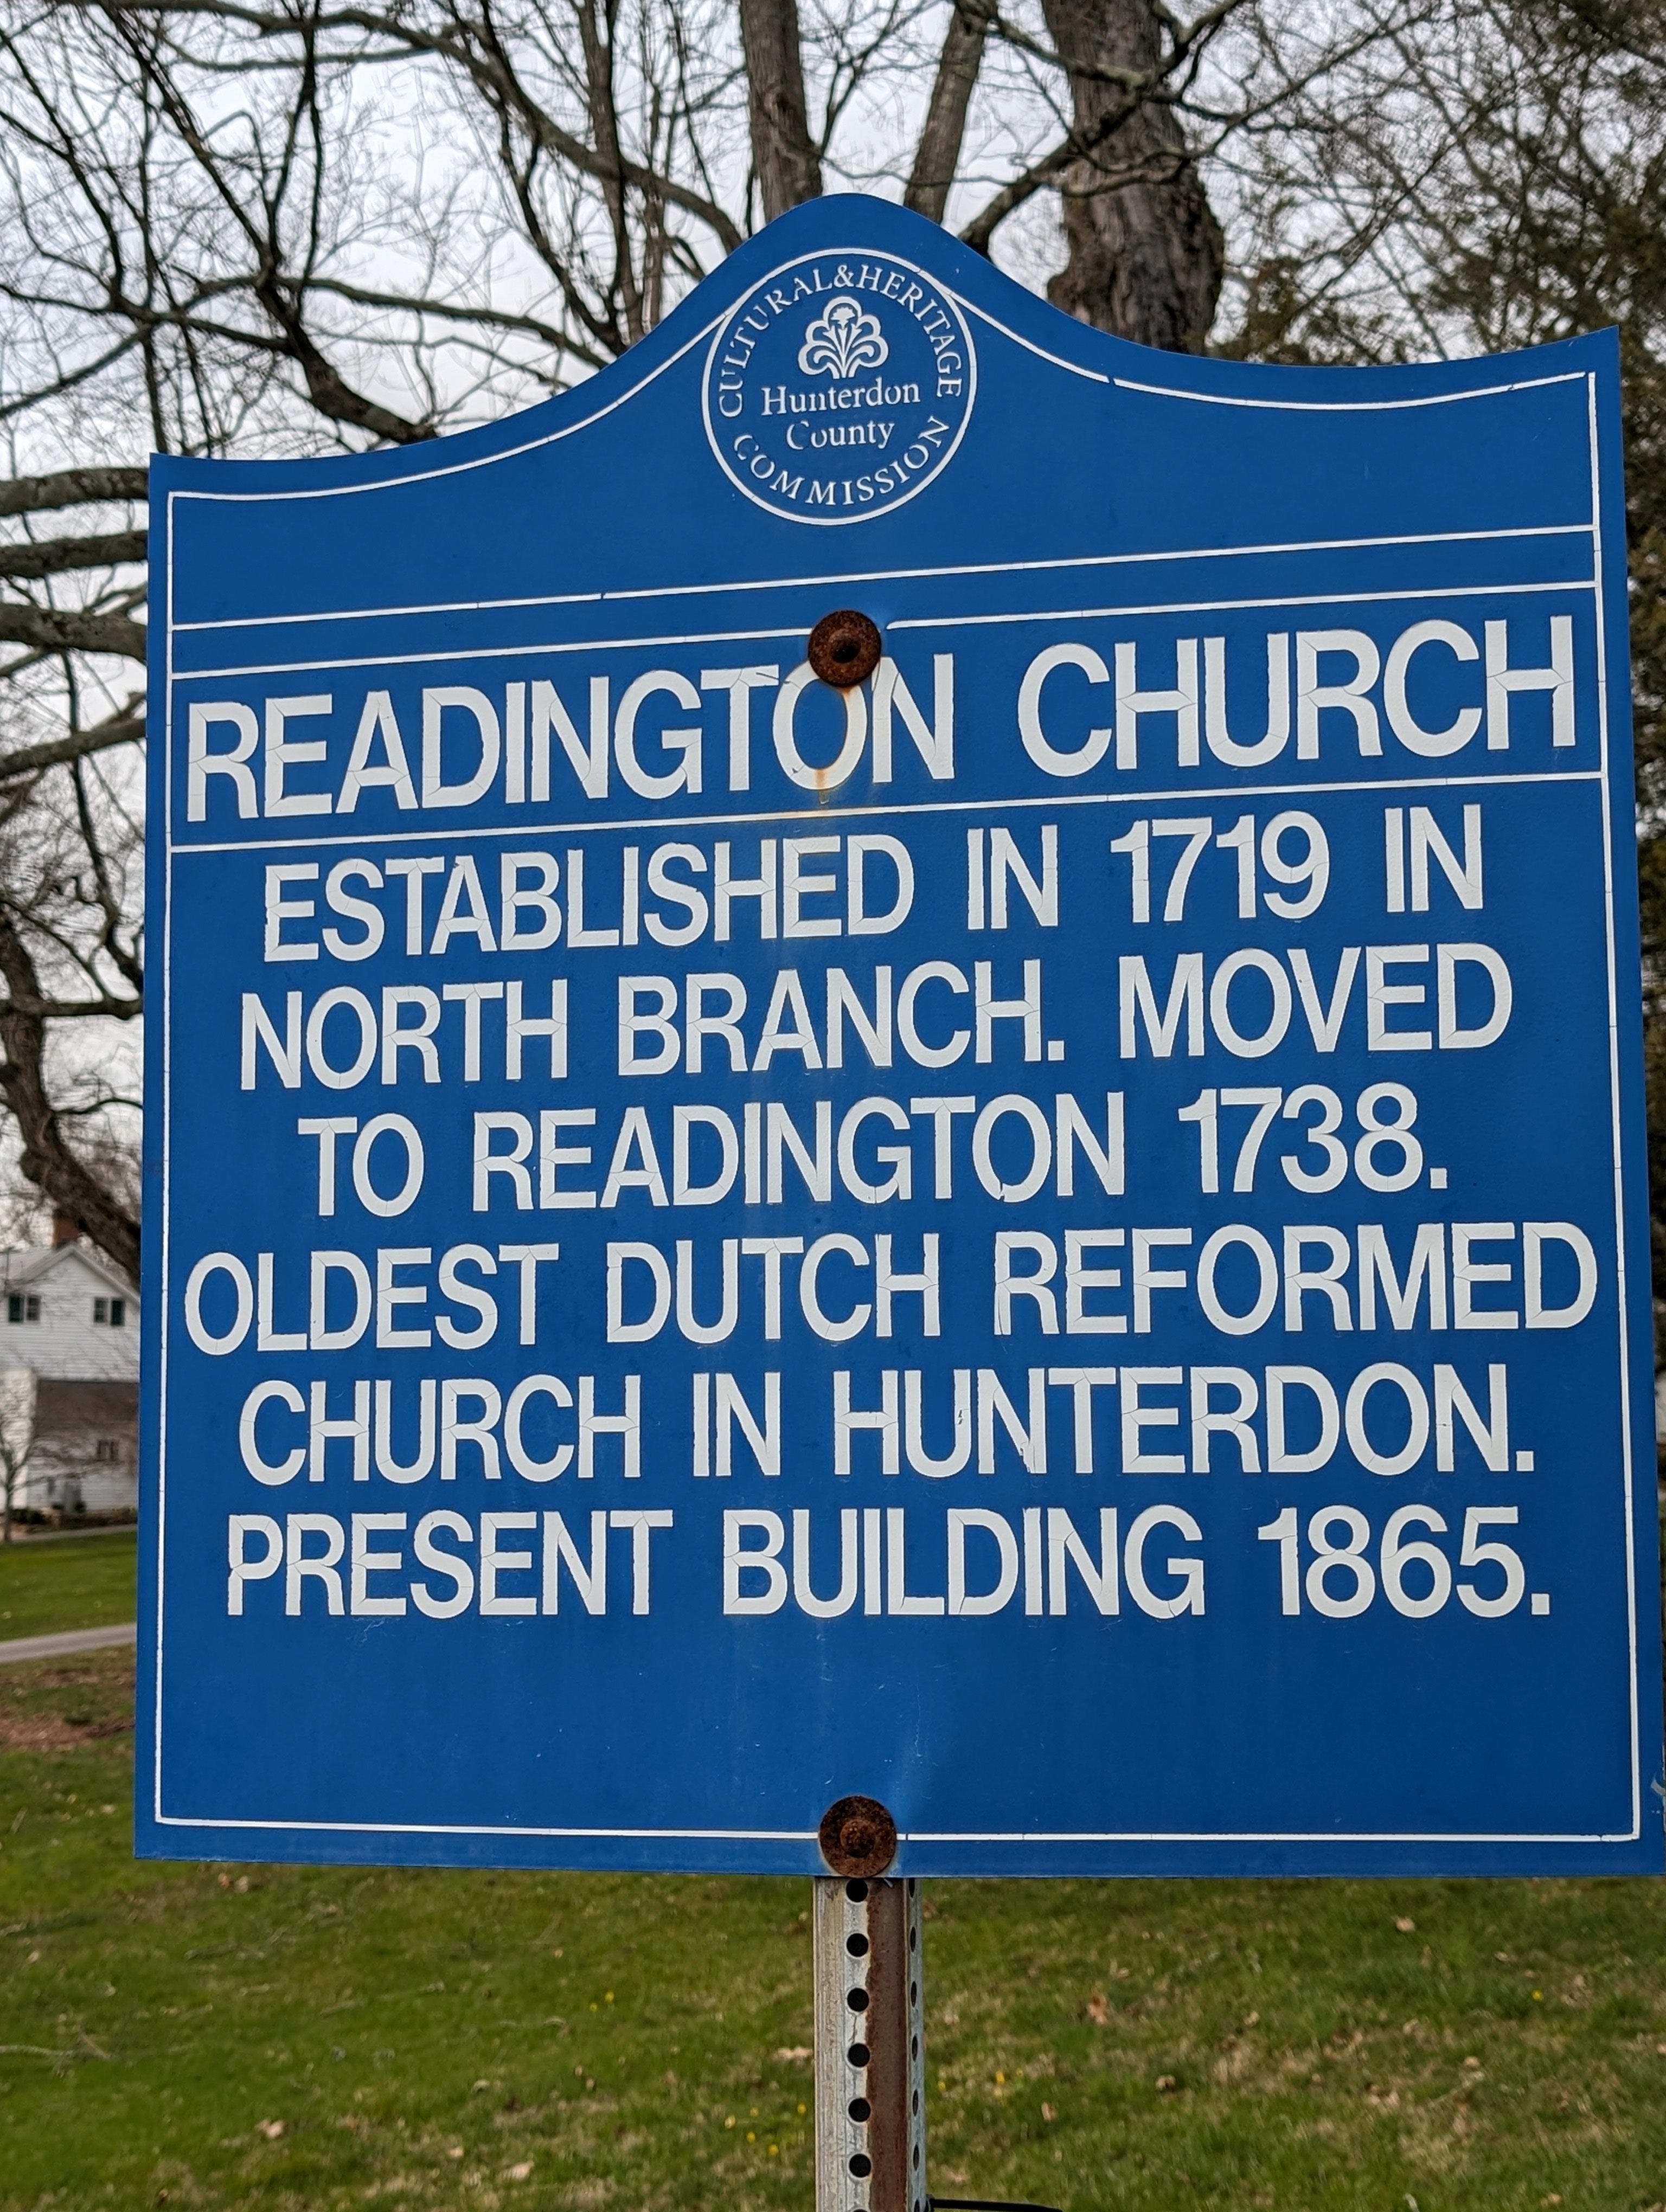 CULTURAL&HERITAGE
Hunterdon
County
COMMISSION
READINGTON CHURCH
ESTABLISHED IN 1719 IN
NORTH BRANCH. MOVED
TO READINGTON 1738.
OLDEST DUTCH REFORMED
CHURCH IN HUNTERDON.
PRESENT BUILDING 1865.